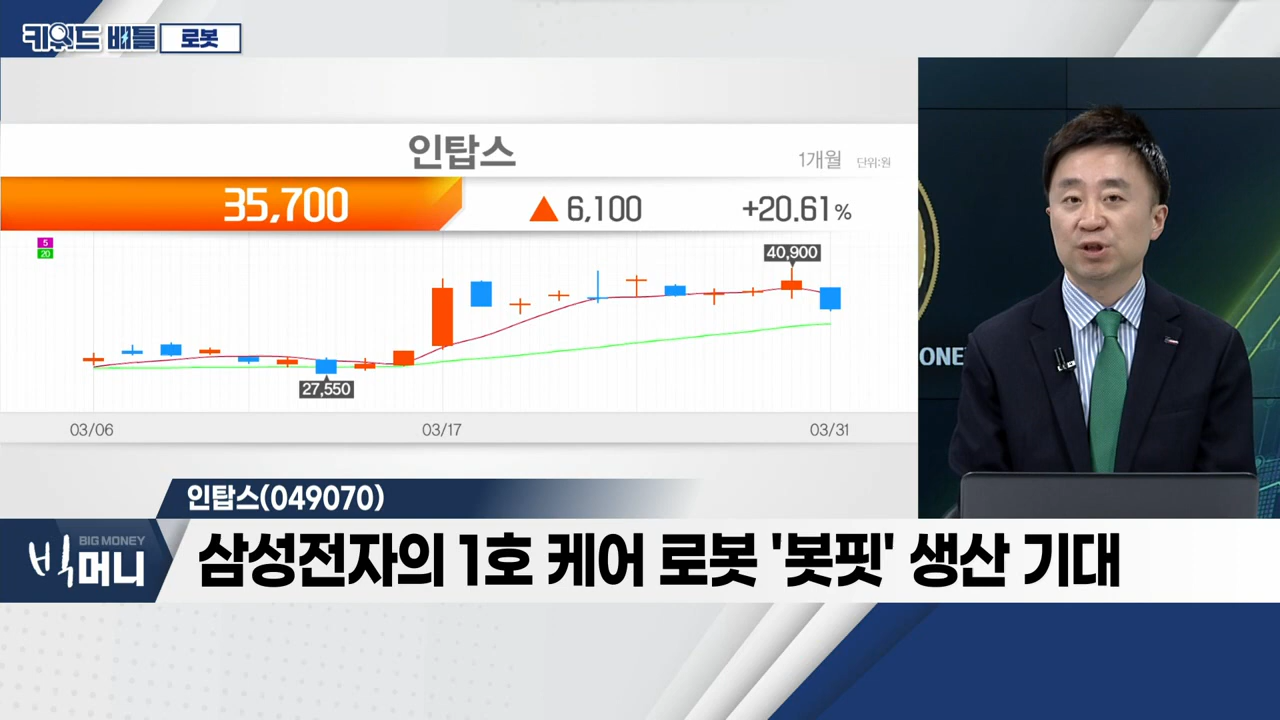 키워드 배틀 로봇
인탑스
1개월 단위:원
35,700 ▲ 6,100 +20.61%
5
20
40,900
27,550
03/06 03/17 03/31
ONE
인탑스(049070)
BIG MONEY
빅머니
삼성전자의 1호 케어 로봇 '봇핏' 생산 기대